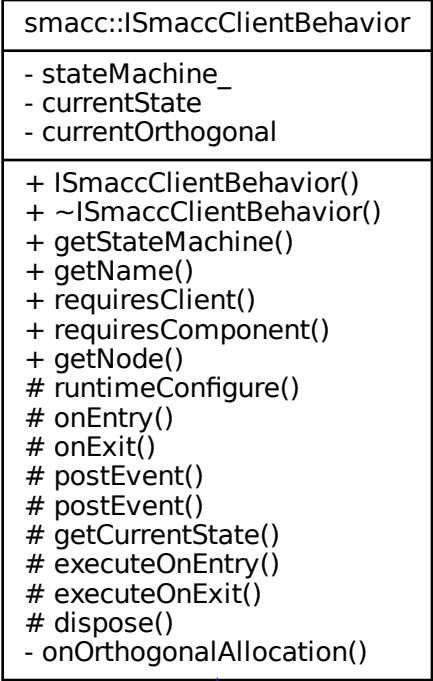 smacc::ISmaccClientBehavior
- stateMachine_
- currentState
- currentOrthogonal
+ ISmaccClientBehavior()
+ ~ISmaccClientBehavior()
+ getStateMachine()
+ getName()
+ requiresClient()
+ requiresComponent()
+ getNode()
# runtimeConfigure()
# onEntry()
# onExit()
# postEvent()
# postEvent()
# getCurrentState()
# executeOnEntry()
# executeOnExit()
# dispose()
- onOrthogonalAllocation()